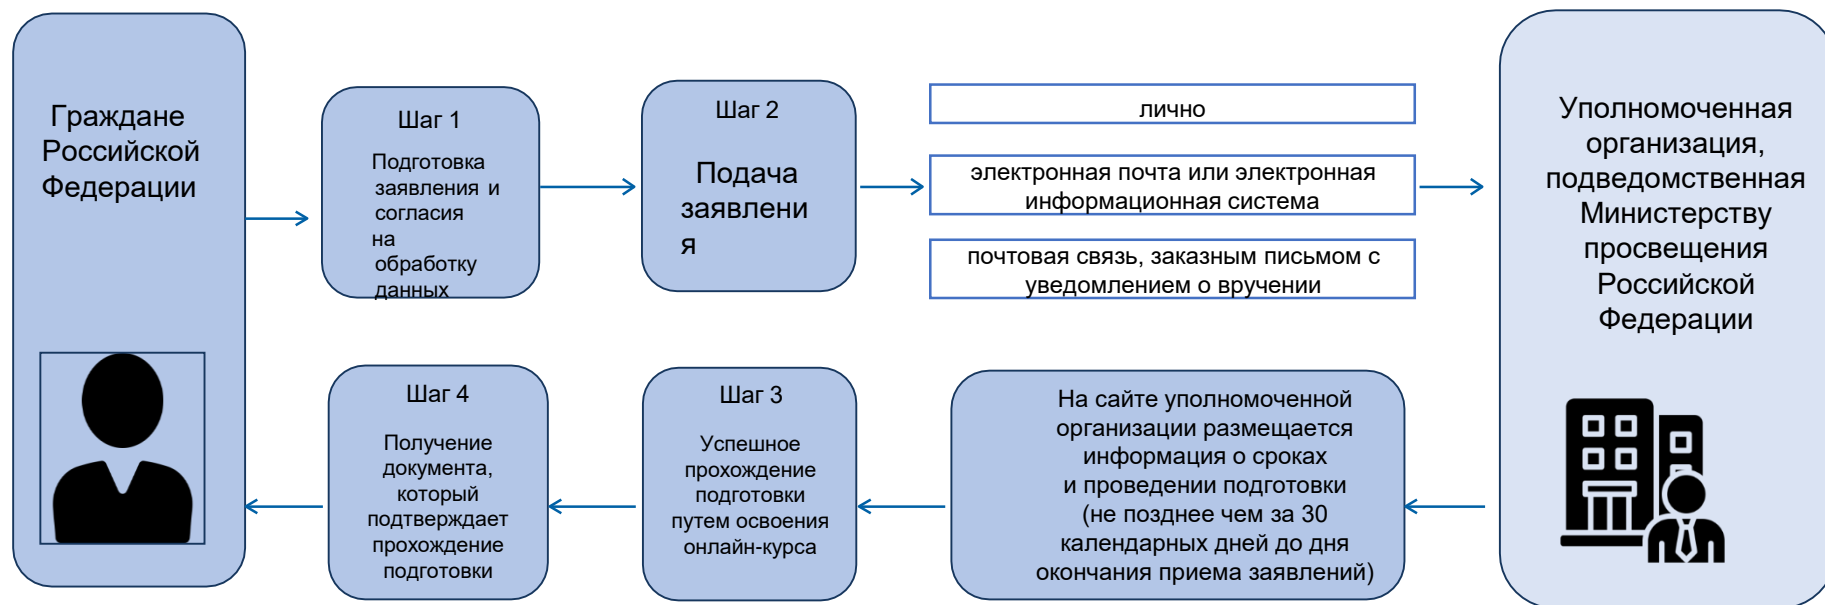 Граждане
Российской
Федерации
Шаг 1
Подготовка
заявления и
согласия
на
обработку
данных
Шаг 2
Подача
заявлени
я
лично
электронная почта или электронная
информационная система
почтовая связь, заказным письмом с
уведомлением о вручении
Уполномоченная
организация,
подведомственная
Министерству
просвещения
Российской
Федерации
Шаг 4
Получение
документа,
который
подтверждает
прохождение
подготовки
Шаг 3
Успешное
прохождение
подготовки
путем освоения
онлайн-курса
На сайте уполномоченной
организации размещается
информация о сроках
и проведении подготовки
(не позднее чем за 30
календарных дней до дня
окончания приема заявлений)